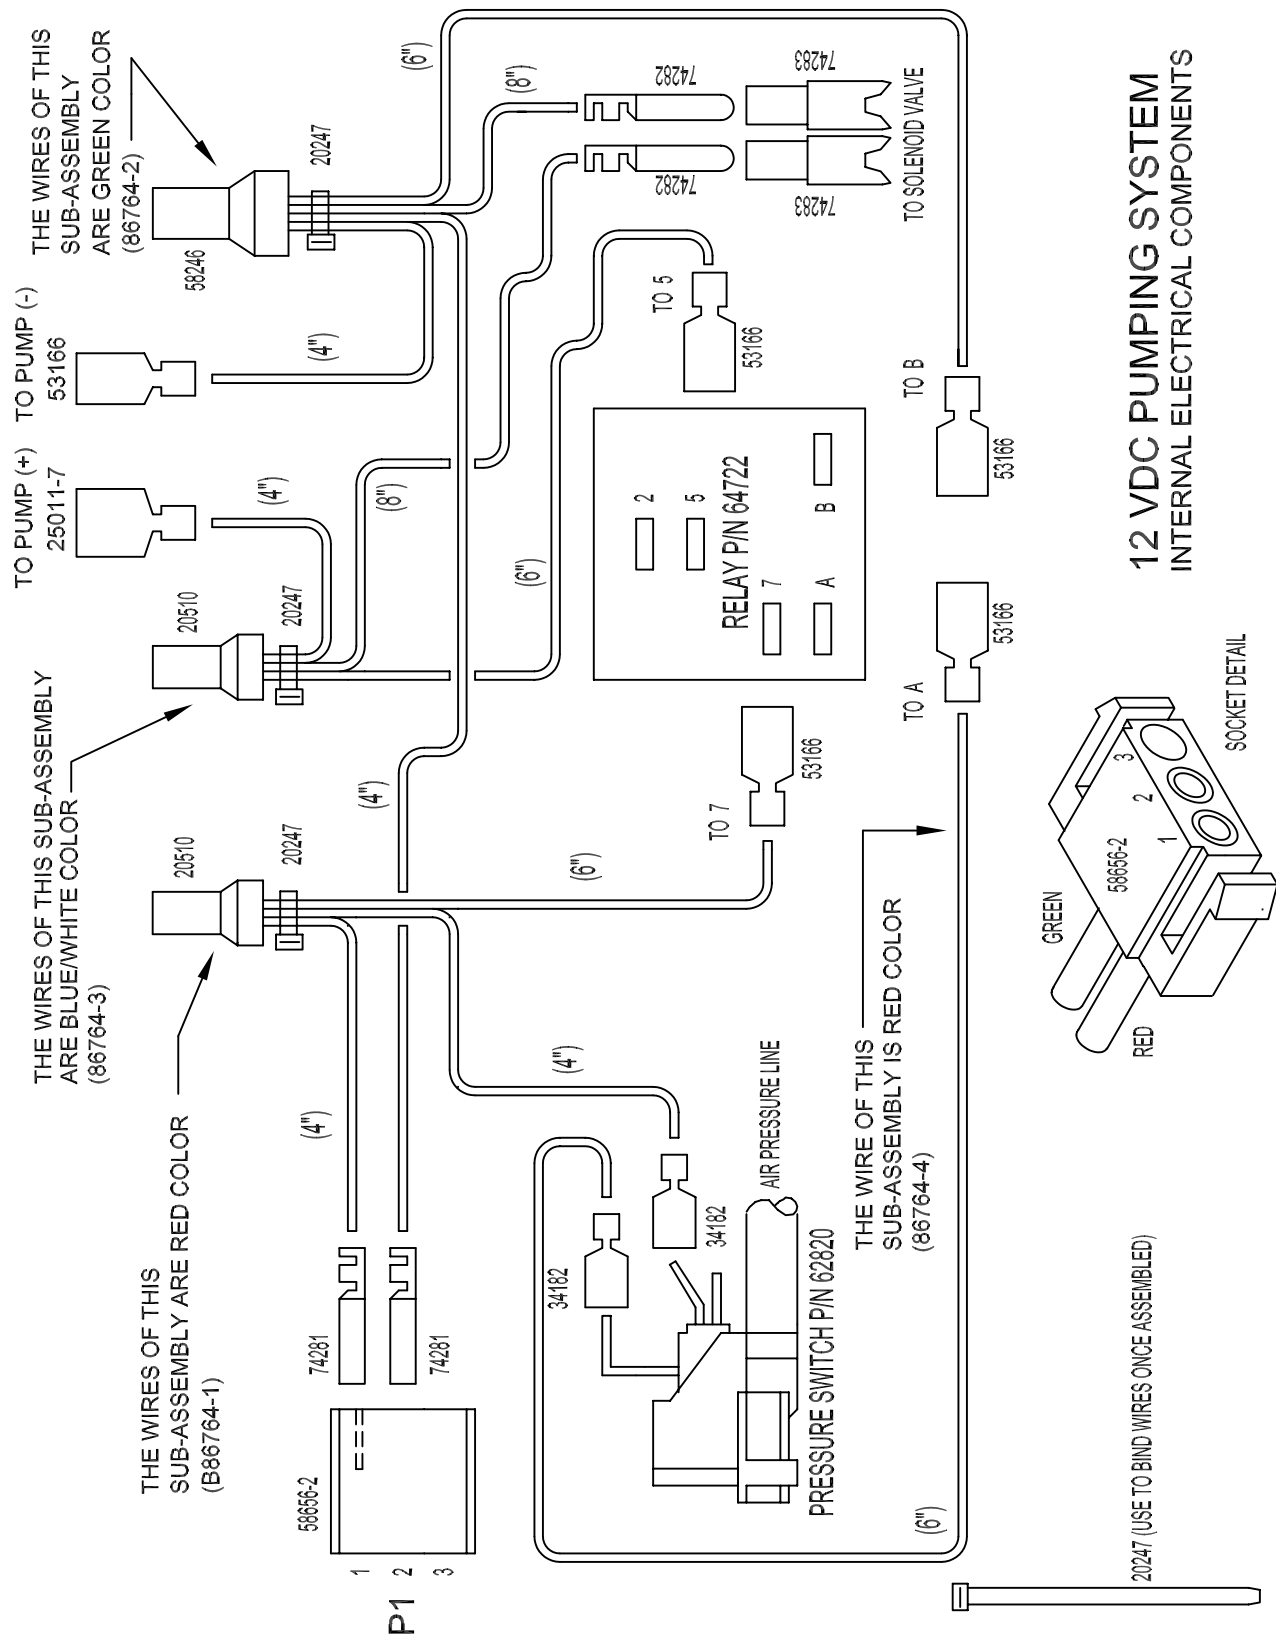 THE WIRES OF THIS
SUB-ASSEMBLY ARE RED COLOR
(B86764-1)
THE WIRES OF THIS SUB-ASSEMBLY
ARE BLUE/WHITE COLOR
(86764-3)
TO PUMP (+)
25011-7
TO PUMP (-)
53166
THE WIRES OF THIS
SUB-ASSEMBLY
ARE GREEN COLOR
(86764-2)
20510
20510
58246
20247
20247
20247
(4")
(4")
(6")
P1
1
2
3
58656-2
74281
74281
(4")
(4")
(8")
(8")
(6")
(6")
(4")
34182
34182
TO 7
53166
RELAY P/N 64722
2
5
7
A
B
TO 5
53166
74282
74282
74283
74283
TO SOLENOID VALVE
AIR PRESSURE LINE
PRESSURE SWITCH P/N 62820
THE WIRE OF THIS
SUB-ASSEMBLY IS RED COLOR
(86764-4)
TO A
53166
TO B
53166
(6")
20247 (USE TO BIND WIRES ONCE ASSEMBLED)
RED
GREEN
58656-2
1
2
3
SOCKET DETAIL
12 VDC PUMPING SYSTEM
INTERNAL ELECTRICAL COMPONENTS